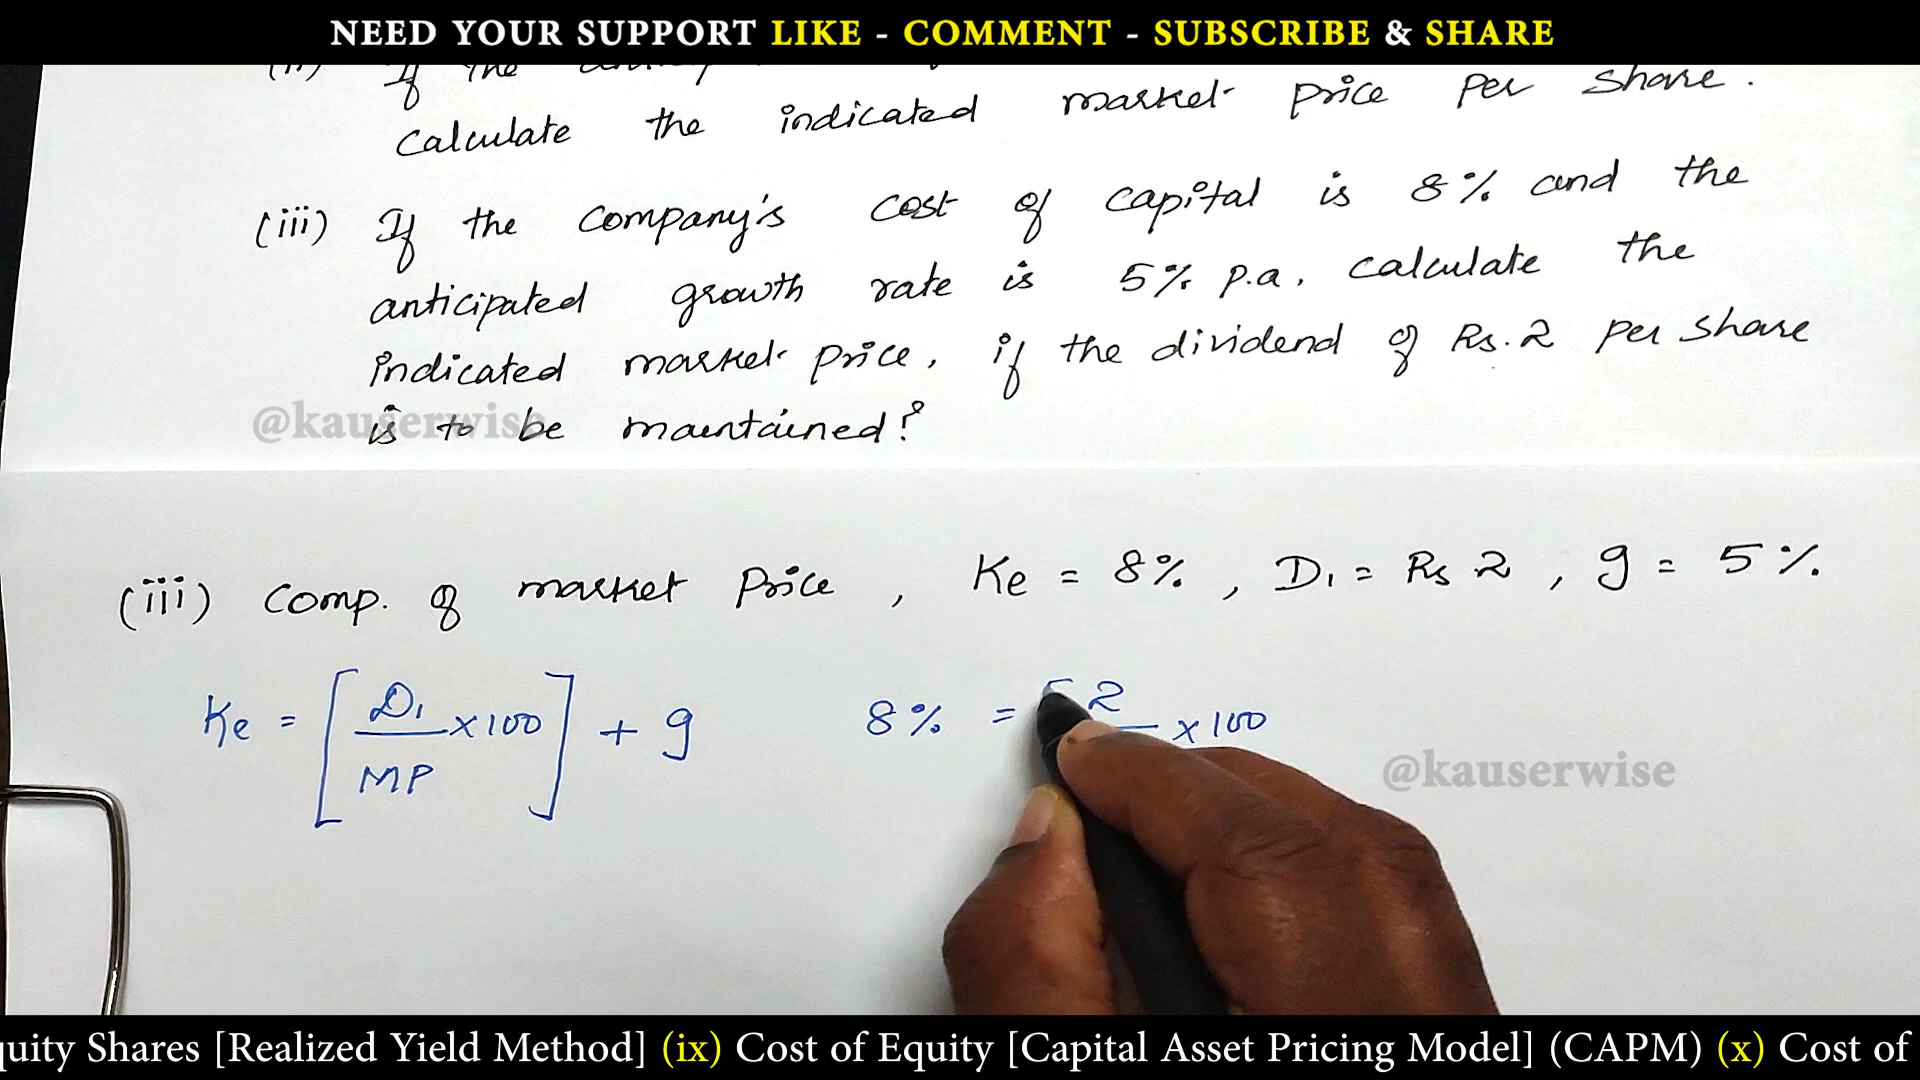 NEED YOUR SUPPORT LIKE - COMMENT - SUBSCRIBE & SHARE
(ii) If the
calculate the indicated market price per share.
(iii) If the company's cost of capital is 8% and the
anticipated growth rate is 5% p.a, calculate the
indicated market price, if the dividend of Rs. 2 per share
is to be maintained?
@kauserwise
(iii) Comp. of market Price, Ke = 8%, D1 = Rs 2, g = 5%
Ke = [D1/MP x 100] + g
8% = [2 x 100
@kauserwise
quity Shares [Realized Yield Method] (ix) Cost of Equity [Capital Asset Pricing Model] (CAPM) (x) Cost of